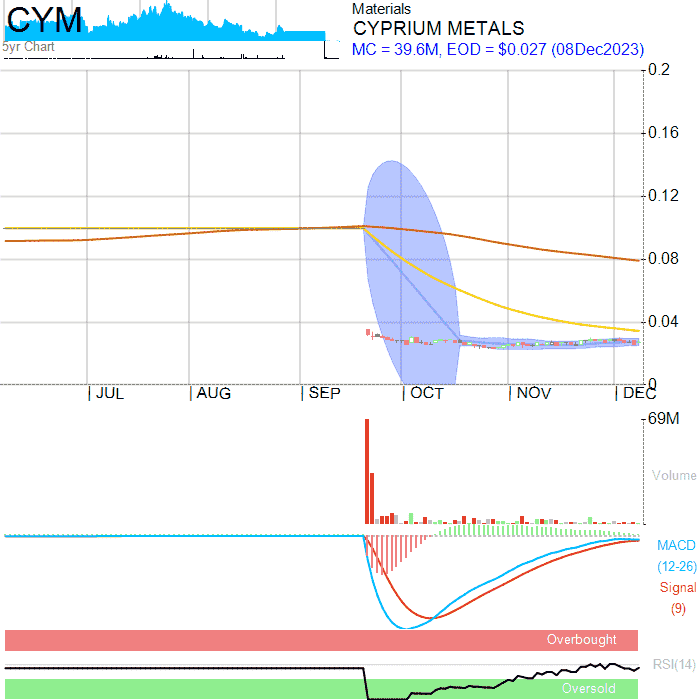 CYM
5yr Chart
Materials
CYPRIUM METALS
MC = 39.6M, EOD = $0.027 (08Dec2023)
0.2
0.16
0.12
0.08
0.04
0
JUL AUG SEP OCT NOV DEC
69M
Volume
MACD
(12-26)
Signal
(9)
Overbought
RSI(14)
Oversold